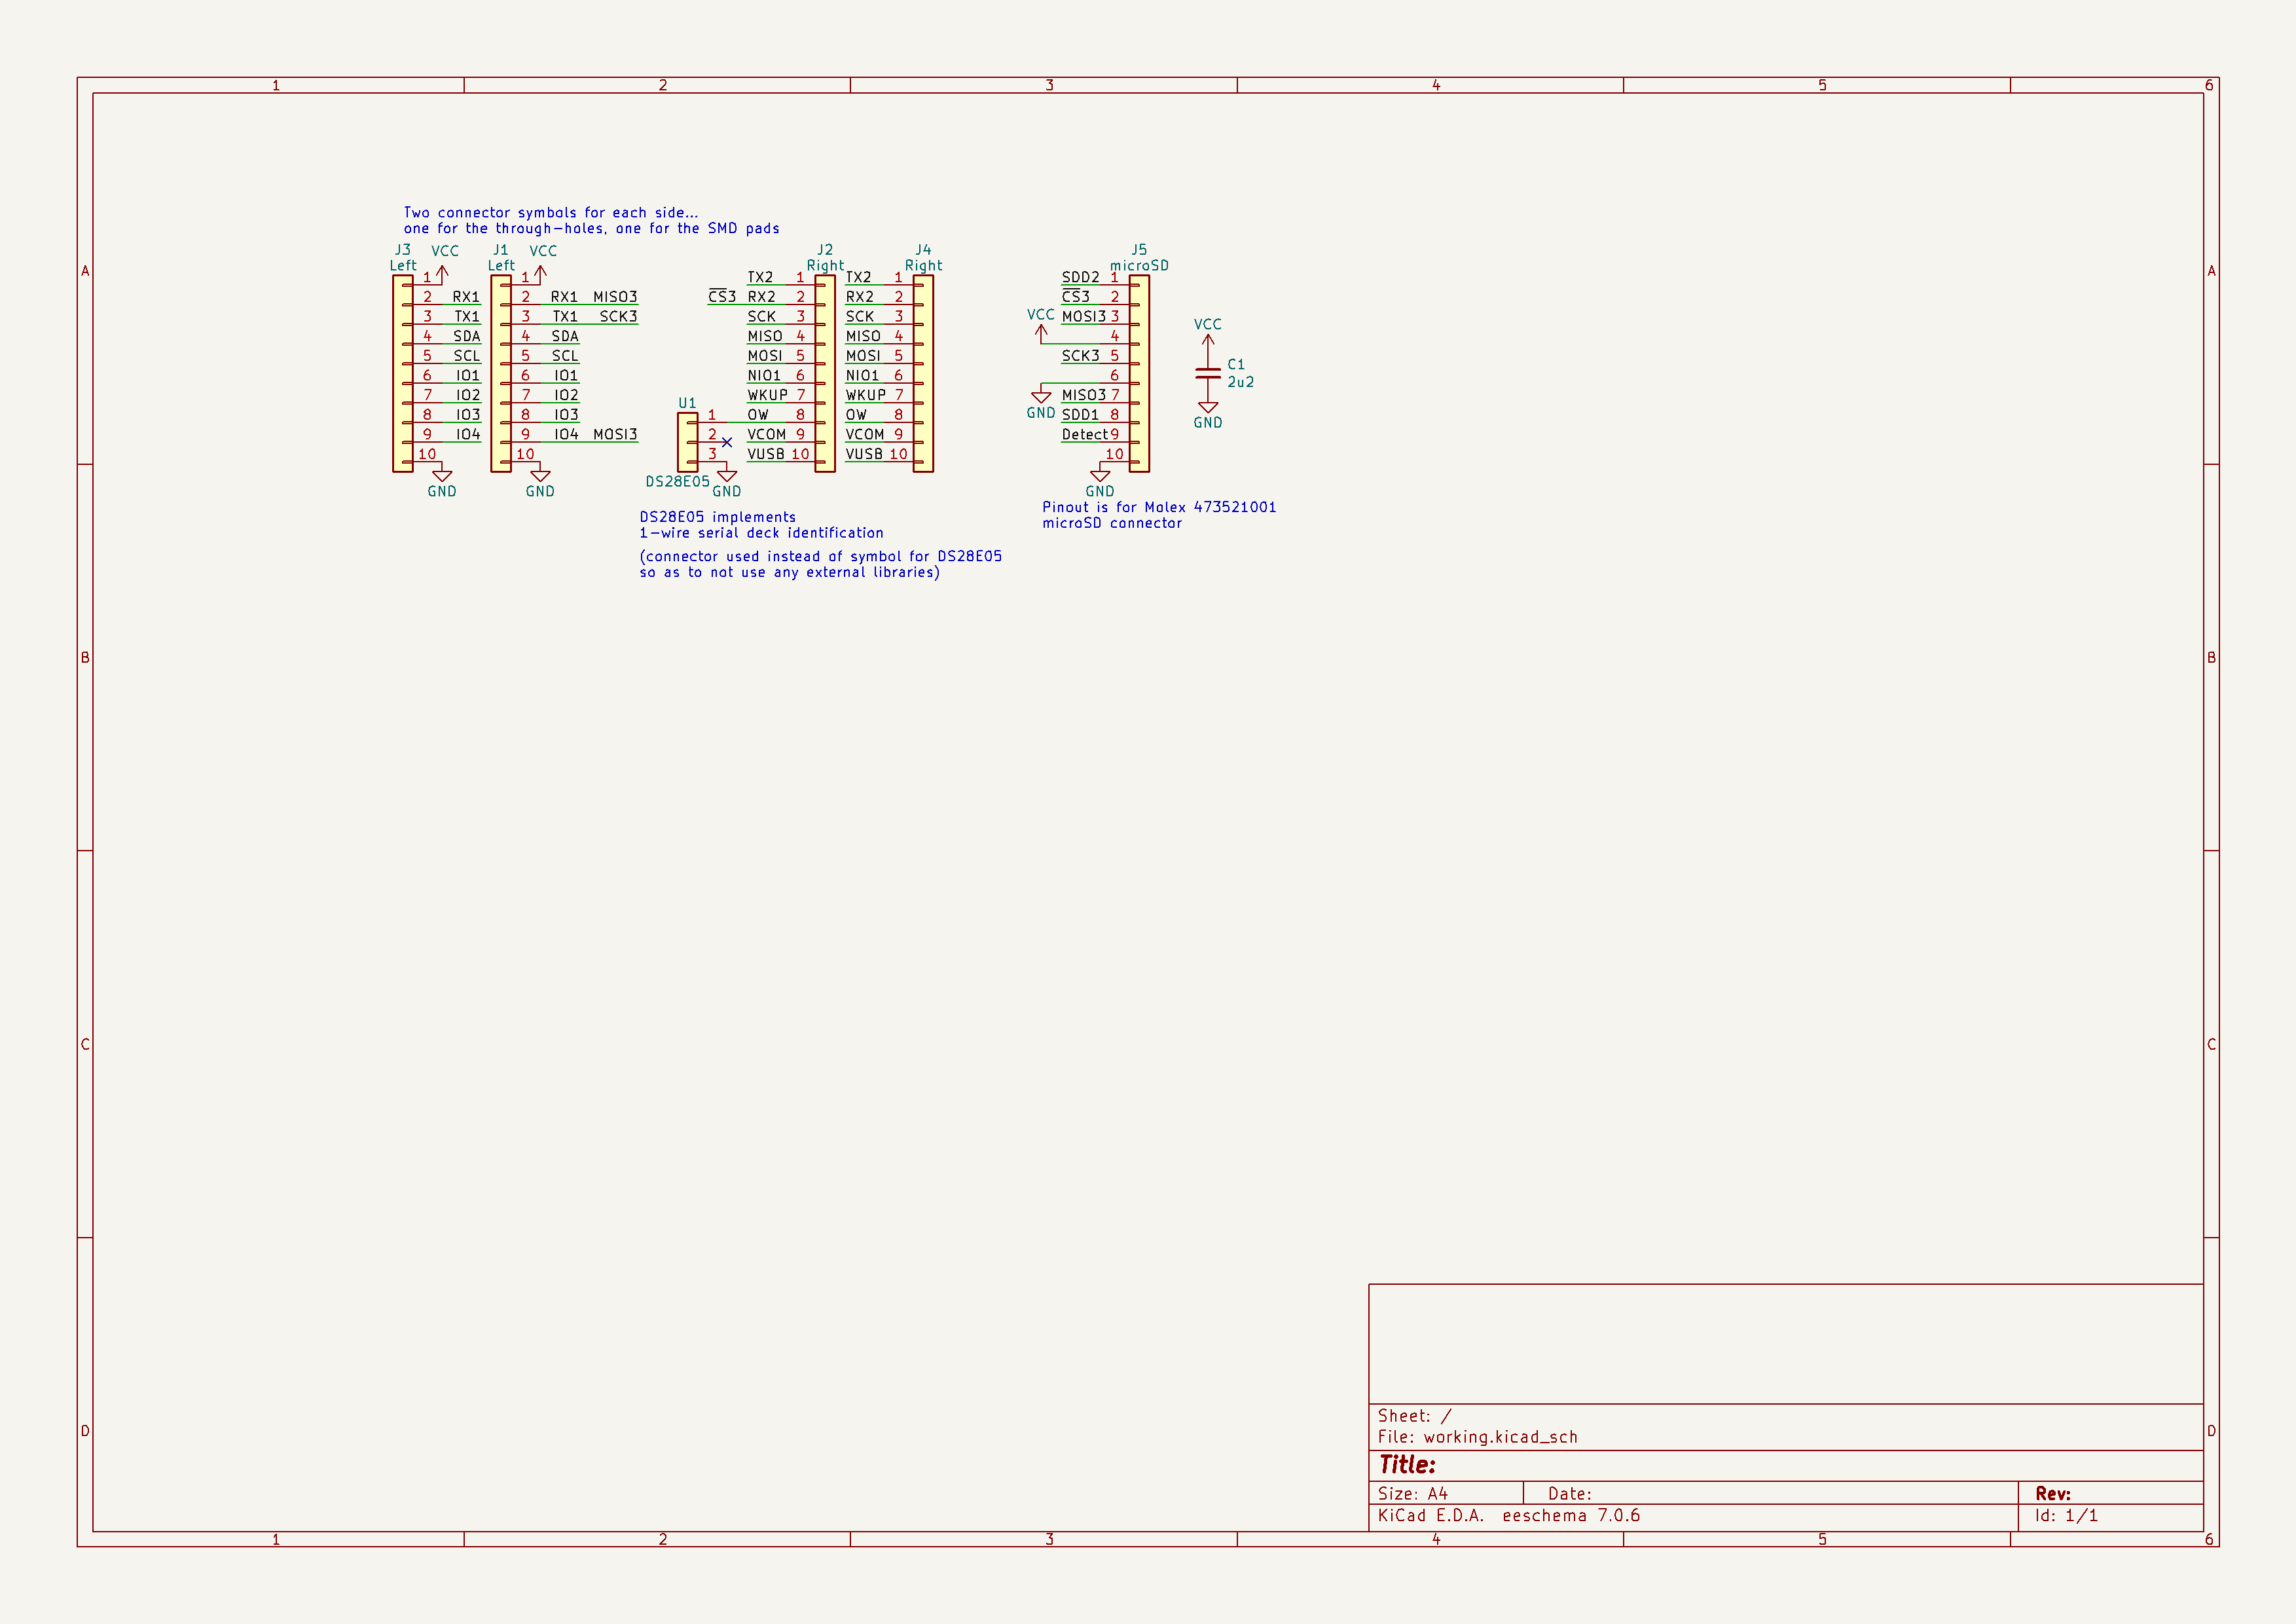 1 2 3 4 5 6
Two connector symbols for each side...
one for the through-holes, one for the SMD pads
J3
Left
VCC
1
2 RX1
3 TX1
4 SDA
5 SCL
6 IO1
7 IO2
8 IO3
9 IO4
10
GND
J1
Left
VCC
1
2 RX1 MISO3
3 TX1 SCK3
4 SDA
5 SCL
6 IO1
7 IO2
8 IO3
9 IO4 MOSI3
10
GND
U1
1
2
3
DS28E05
GND
J2
Right
TX2 1
CS3 RX2 2
SCK 3
MISO 4
MOSI 5
NIO1 6
WKUP 7
OW 8
VCOM 9
VUSB 10
J4
Right
TX2 1
RX2 2
SCK 3
MISO 4
MOSI 5
NIO1 6
WKUP 7
OW 8
VCOM 9
VUSB 10
DS28E05 implements
1-wire serial deck identification
(connector used instead of symbol for DS28E05
so as to not use any external libraries)
J5
microSD
SDD2 1
CS3 2
MOSI3 3
VCC
4
SCK3 5
6
GND
MISO3 7
SDD1 8
Detect 9
10
GND
Pinout is for Molex 473521001
microSD connector
VCC
C1
2u2
GND
A A
B B
C C
D D
Sheet: /
File: working.kicad_sch
Title:
Size: A4 Date: Rev:
KiCad E.D.A. eeschema 7.0.6 Id: 1/1
1 2 3 4 5 6